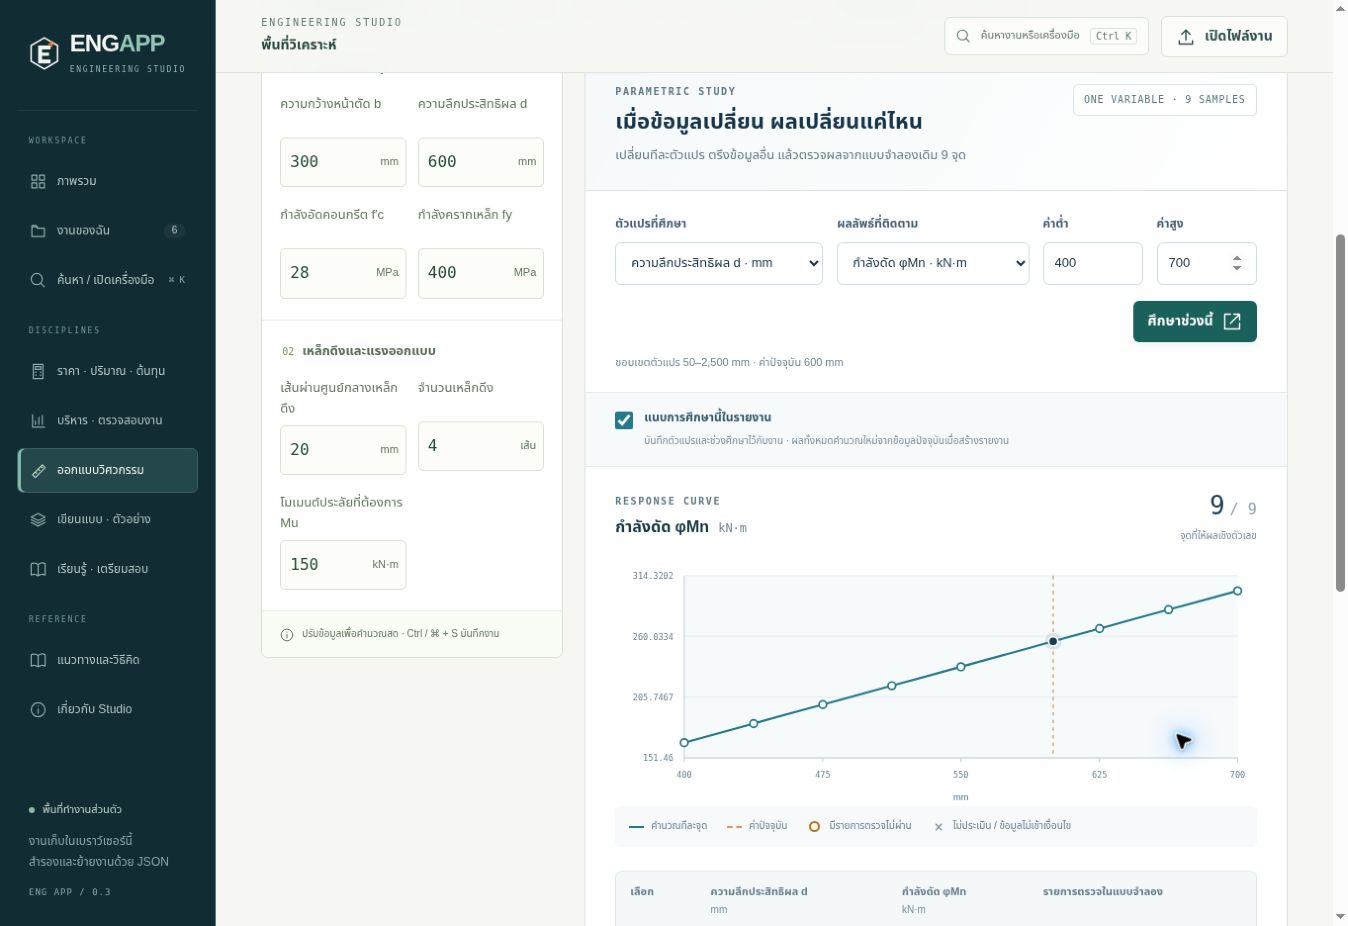 ENGAPP
ENGINEERING STUDIO
WORKSPACE
ภาพรวม
งานของฉัน 6
ค้นหา / เปิดเครื่องมือ ⌘ K
DISCIPLINES
ราคา · ปริมาณ · ต้นทุน
บริหาร · ตรวจสอบงาน
ออกแบบวิศวกรรม
เขียนแบบ · ตัวอย่าง
เรียนรู้ · เตรียมสอบ
REFERENCE
แนวทางและวิธีคิด
เกี่ยวกับ Studio
พื้นที่ทำงานส่วนตัว
งานเก็บในเบราว์เซอร์นี้
สำรองและย้ายงานด้วย JSON
ENG APP / 0.3
ENGINEERING STUDIO
พื้นที่วิเคราะห์
ค้นหางานหรือเครื่องมือ Ctrl K
เปิดไฟล์งาน
ความกว้างหน้าตัด b
ความลึกประสิทธิผล d
300 mm
600 mm
กำลังอัดคอนกรีต f'c
กำลังครากเหล็ก fy
28 MPa
400 MPa
02 เหล็กดึงและแรงออกแบบ
เส้นผ่านศูนย์กลางเหล็ก
ดึง
จำนวนเหล็กดึง
20 mm
4 เส้น
โมเมนต์ประลัยที่ต้องการ
Mu
150 kN·m
ปรับข้อมูลเพื่อคำนวณสด · Ctrl / ⌘ + S บันทึกงาน
PARAMETRIC STUDY
เมื่อข้อมูลเปลี่ยน ผลเปลี่ยนแค่ไหน
เปลี่ยนทีละตัวแปร ตรึงข้อมูลอื่น แล้วตรวจผลจากแบบจำลองเดิม 9 จุด
ONE VARIABLE · 9 SAMPLES
ตัวแปรที่ศึกษา
ผลลัพธ์ที่ติดตาม
ค่าต่ำ
ค่าสูง
ความลึกประสิทธิผล d · mm
กำลังดัด φMn · kN·m
400
700
ศึกษาช่วงนี้
ขอบเขตตัวแปร 50–2,500 mm · ค่าปัจจุบัน 600 mm
แนบการศึกษานี้ในรายงาน
บันทึกตัวแปรและช่วงศึกษาไว้กับงาน · ผลทั้งหมดคำนวณใหม่จากข้อมูลปัจจุบันเมื่อสร้างรายงาน
RESPONSE CURVE
กำลังดัด φMn kN·m
9 / 9
จุดที่ให้ผลเชิงตัวเลข
314.3202
260.0334
205.7467
151.46
400 475 550 625 700
mm
คำนวณทีละจุด
ค่าปัจจุบัน
มีรายการตรวจไม่ผ่าน
ไม่ประเมิน / ข้อมูลไม่เข้าเงื่อนไข
เลือก
ความลึกประสิทธิผล d
mm
กำลังดัด φMn
kN·m
รายการตรวจในแบบจำลอง